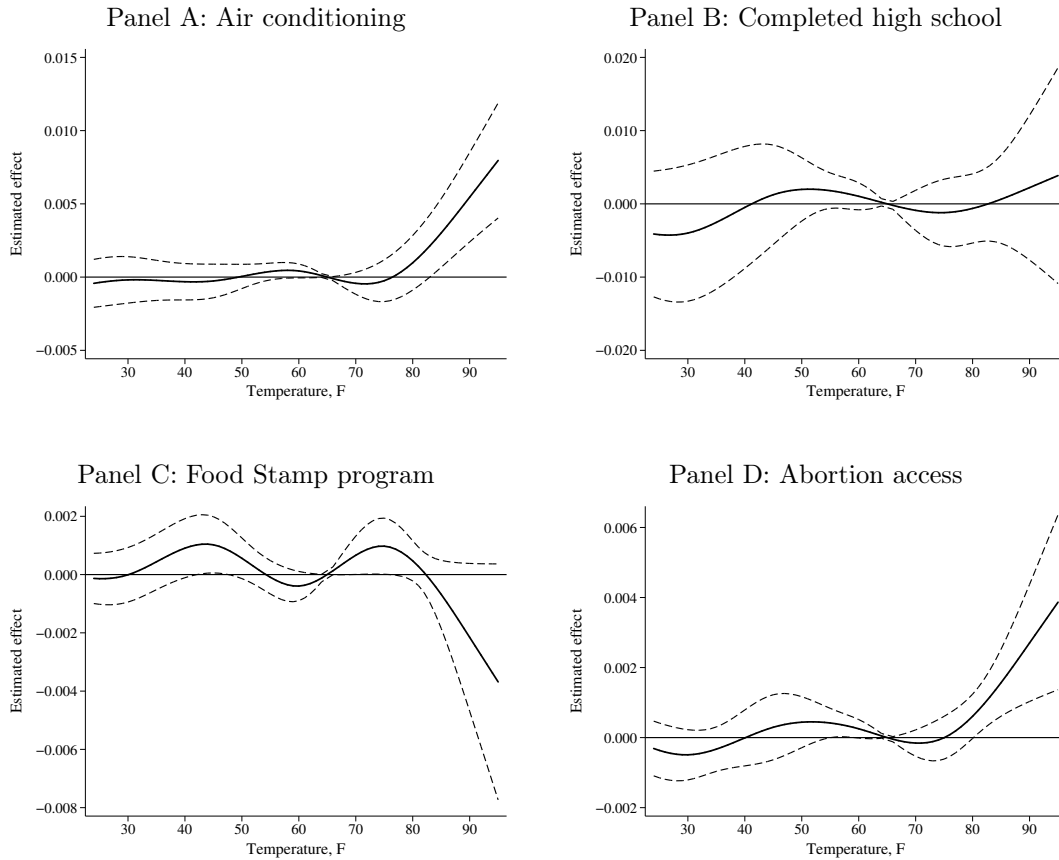 Panel A: Air conditioning
0.015
0.010
0.005
0.000
−0.005
Estimated effect
30 40 50 60 70 80 90
Temperature, F
Panel B: Completed high school
0.020
0.010
0.000
−0.010
−0.020
Estimated effect
30 40 50 60 70 80 90
Temperature, F
Panel C: Food Stamp program
0.002
0.000
−0.002
−0.004
−0.006
−0.008
Estimated effect
30 40 50 60 70 80 90
Temperature, F
Panel D: Abortion access
0.006
0.004
0.002
0.000
−0.002
Estimated effect
30 40 50 60 70 80 90
Temperature, F